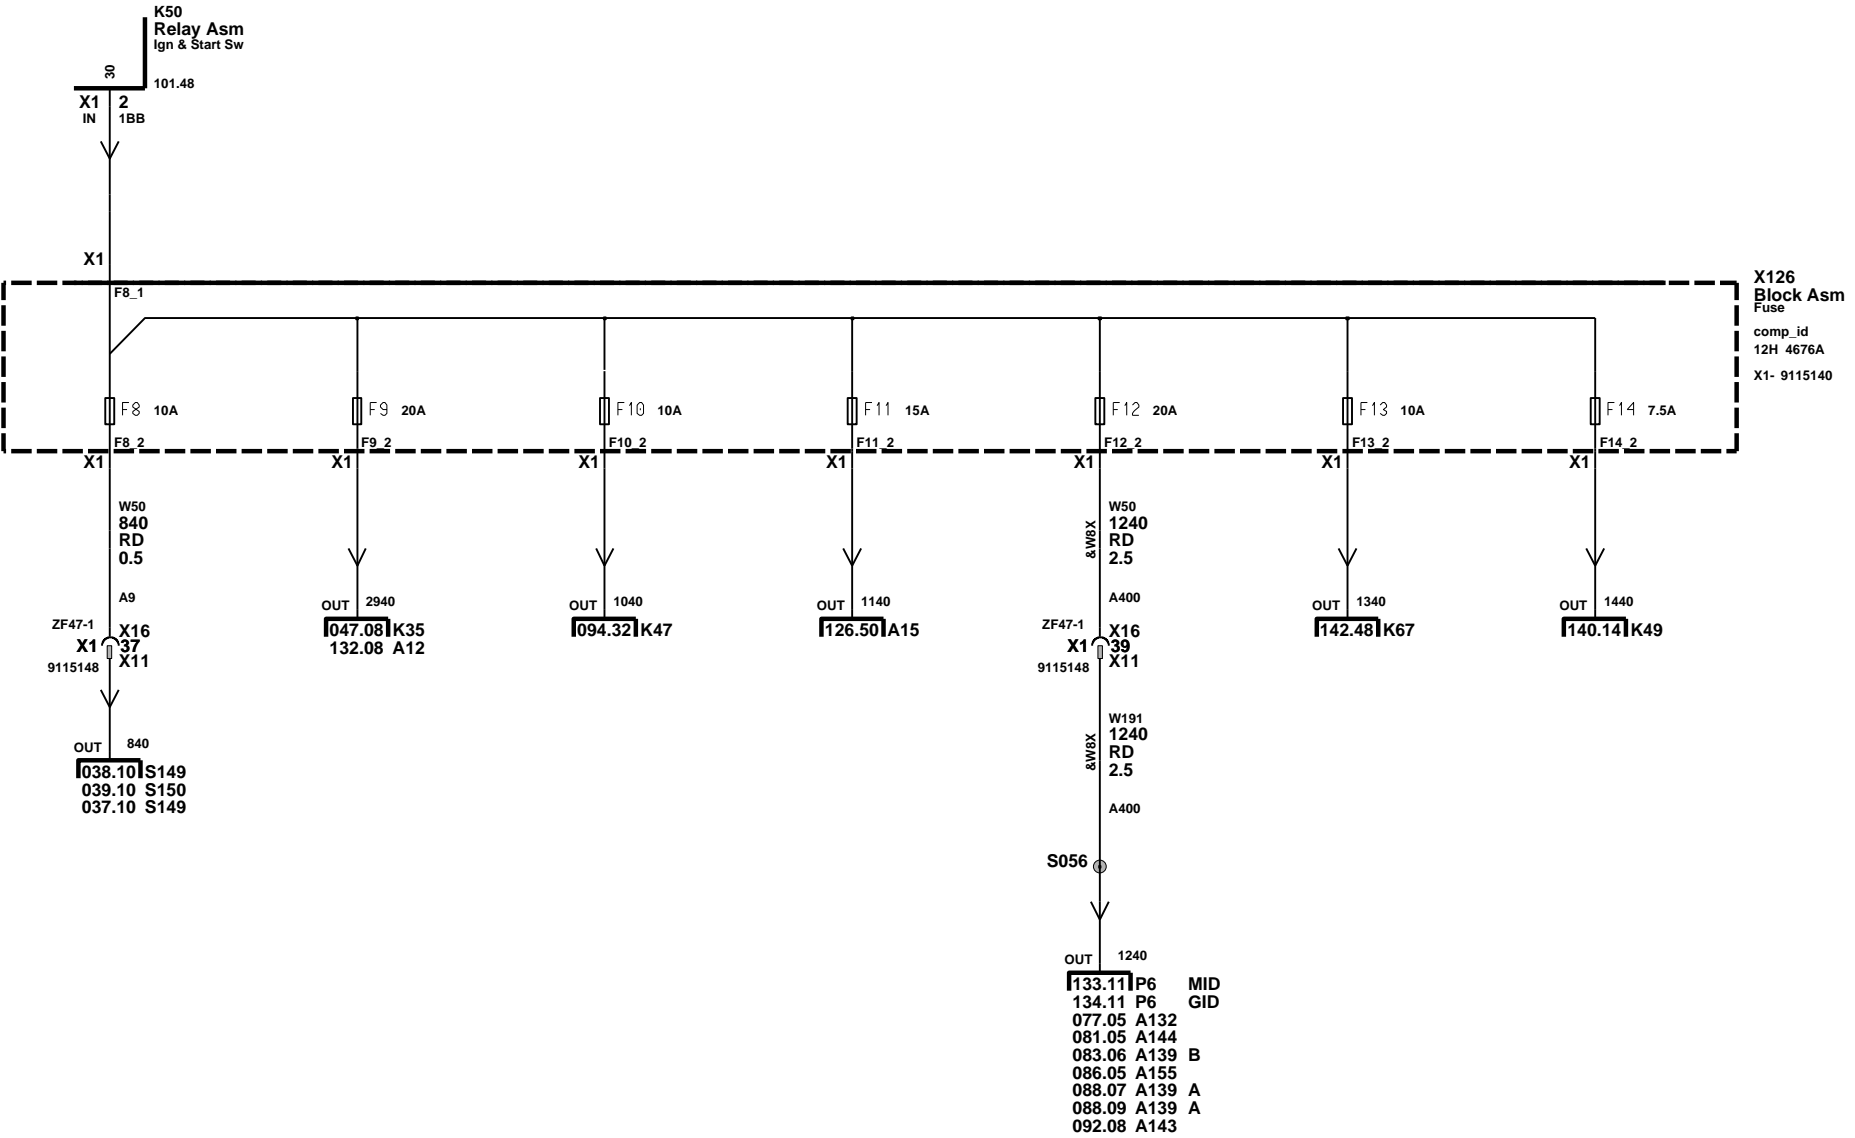 K50
Relay Asm
Ign & Start Sw
30
101.48
X1 2
IN 1BB
X1
F8_1
X126
Block Asm
Fuse
comp_id
12H 4676A
X1- 9115140
F8 10A
F9 20A
F10 10A
F11 15A
F12 20A
F13 10A
F14 7.5A
F8_2
F9_2
F10_2
F11_2
F12_2
F13_2
F14_2
X1
X1
X1
X1
X1
X1
X1
W50
840
RD
0.5
A9
ZF47-1
X16
X1 37
X11
9115148
OUT 840
038.10 S149
039.10 S150
037.10 S149
OUT 2940
047.08 K35
132.08 A12
OUT 1040
094.32 K47
OUT 1140
126.50 A15
W50
1240
RD
2.5
&W8X
A400
ZF47-1
X16
X1 39
X11
9115148
W191
1240
RD
2.5
&W8X
A400
S056
OUT 1240
133.11 P6 MID
134.11 P6 GID
077.05 A132
081.05 A144
083.06 A139 B
086.05 A155
088.07 A139 A
088.09 A139 A
092.08 A143
OUT 1340
142.48 K67
OUT 1440
140.14 K49